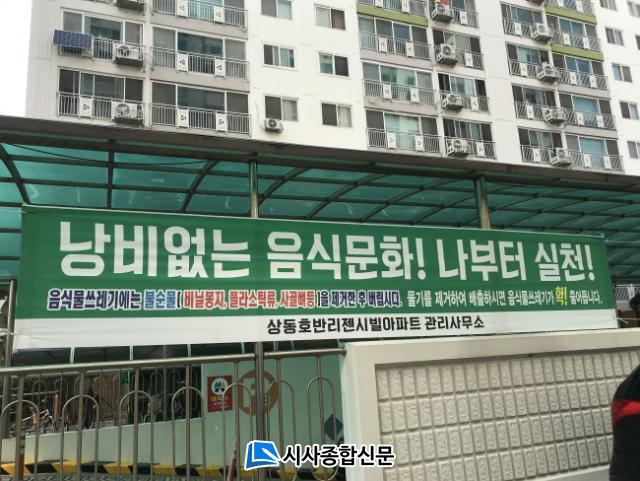 낭비없는 음식문화! 나부터 실천!
음식물쓰레기에는 불순물( 비닐봉지, 플라스틱류, 사골뼈등 )을 제거한 후 버립시다. 물기를 제거하여 배출하시면 음식물쓰레기가 확! 줄어듭니다.
상동호반리젠시빌아파트 관리사무소
시사종합신문